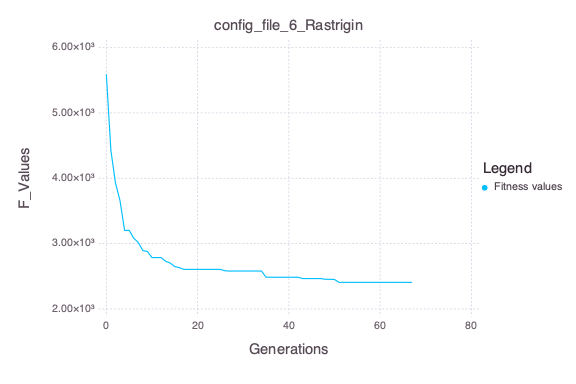 config_file_6_Rastrigin
F_Values
6.00×10³
5.00×10³
4.00×10³
3.00×10³
2.00×10³
0
20
40
60
80
Generations
Legend
Fitness values